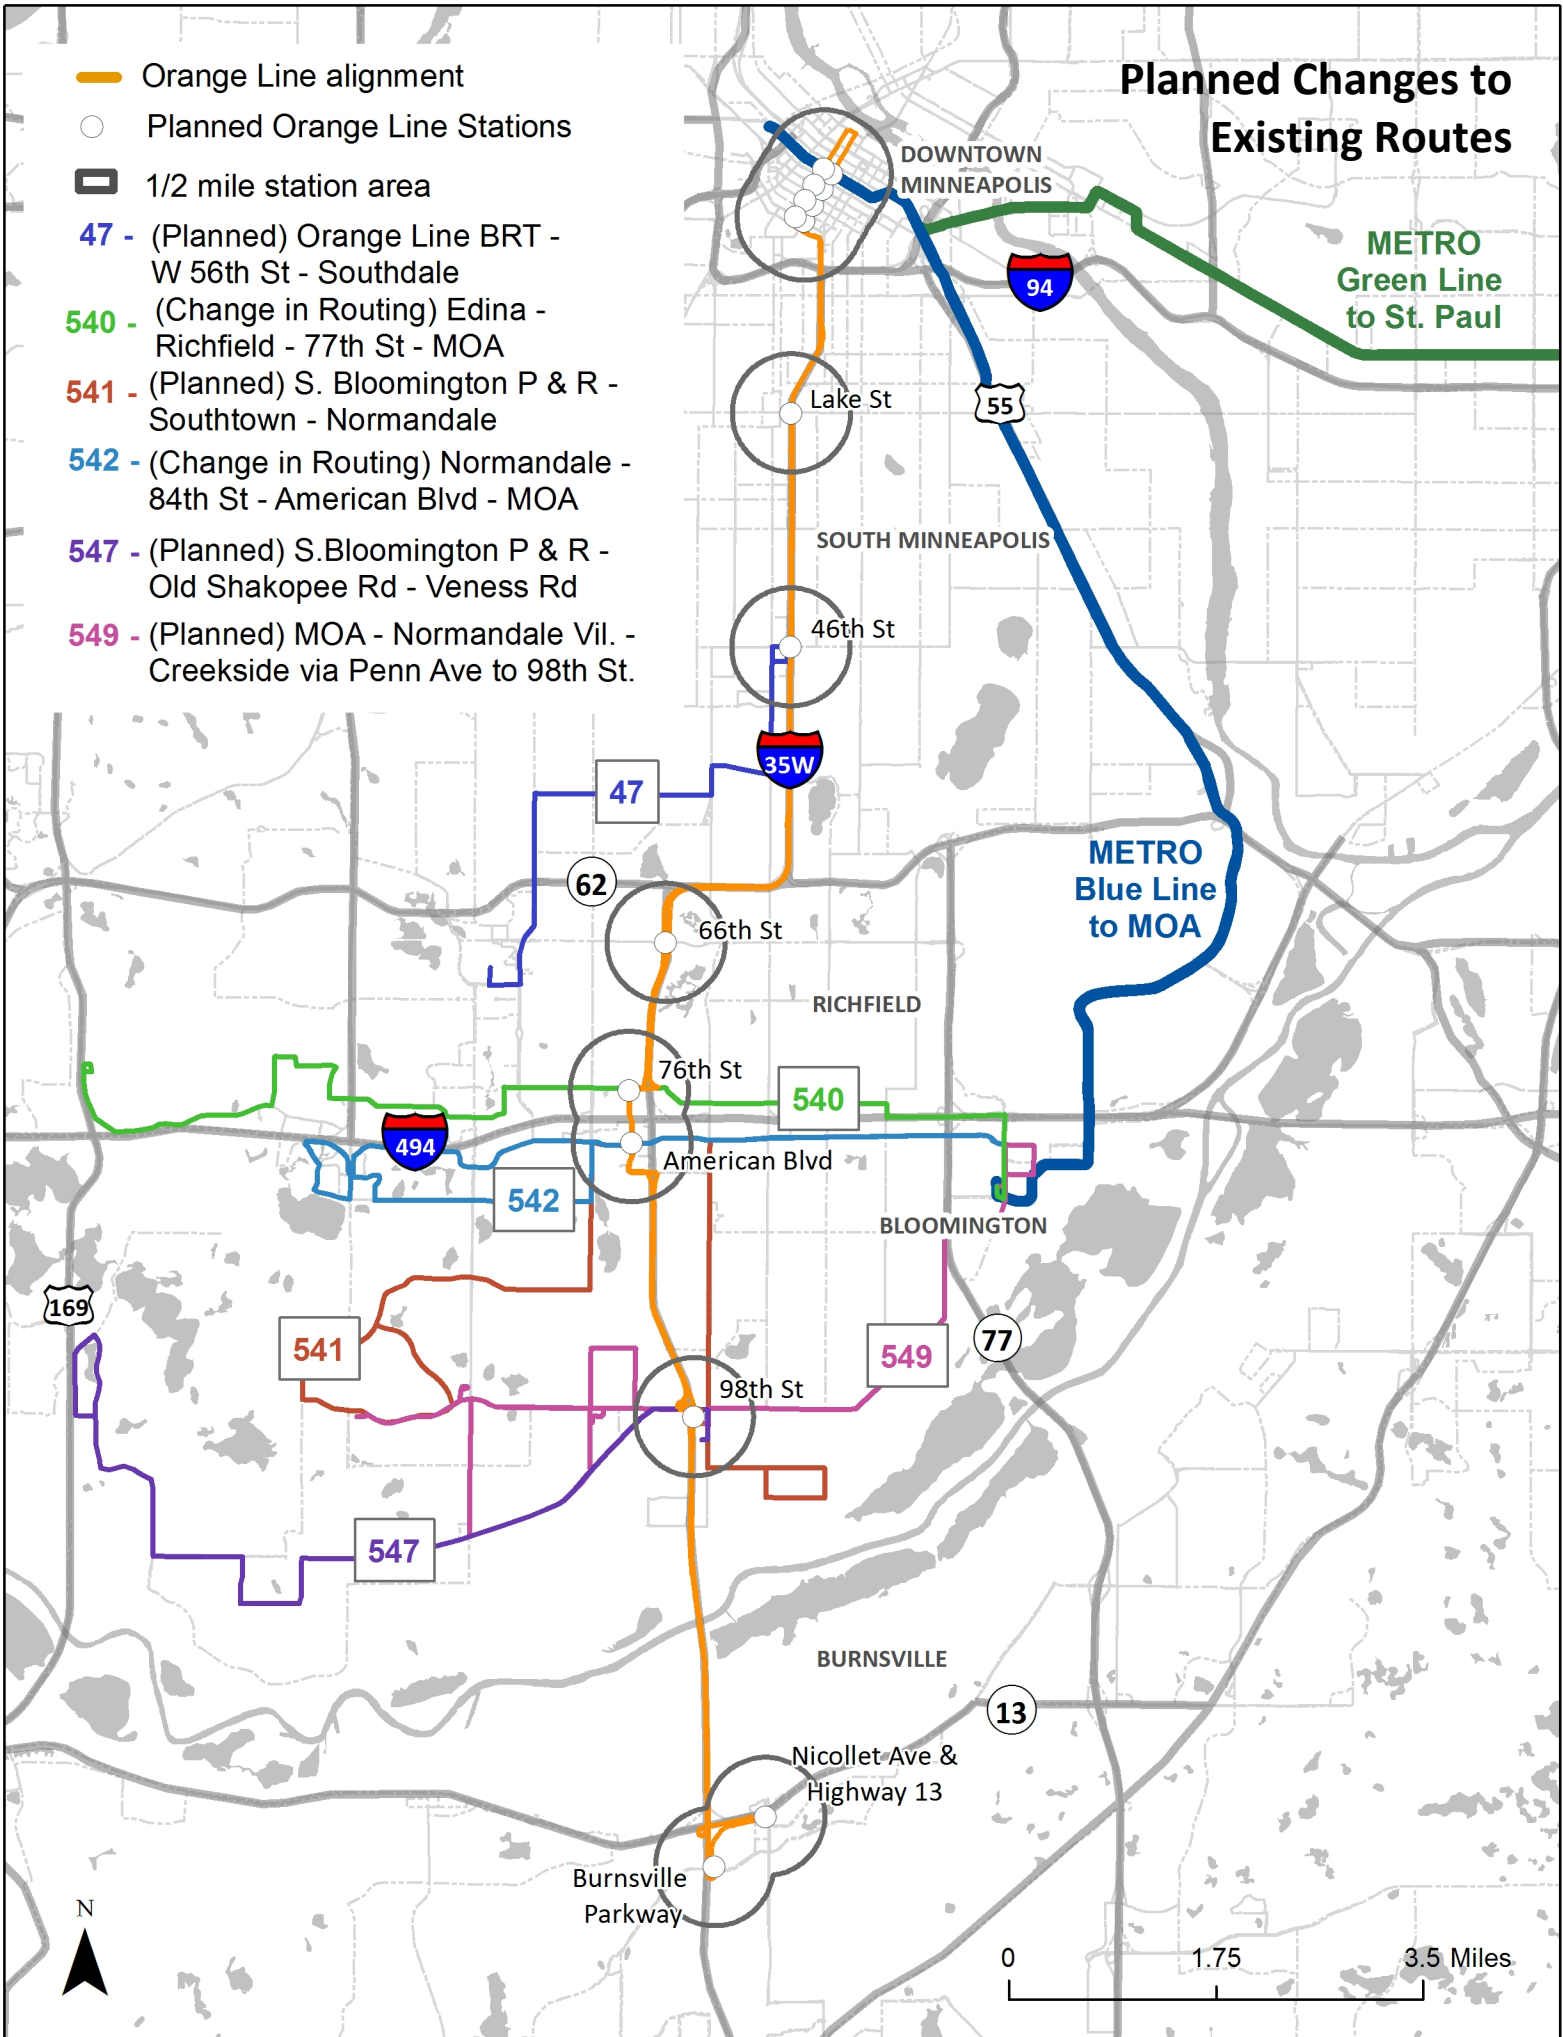 Planned Changes to
Existing Routes
Orange Line alignment
Planned Orange Line Stations
1/2 mile station area
47 - (Planned) Orange Line BRT -
W 56th St - Southdale
540 - (Change in Routing) Edina -
Richfield - 77th St - MOA
541 - (Planned) S. Bloomington P & R -
Southtown - Normandale
542 - (Change in Routing) Normandale -
84th St - American Blvd - MOA
547 - (Planned) S.Bloomington P & R -
Old Shakopee Rd - Veness Rd
549 - (Planned) MOA - Normandale Vil. -
Creekside via Penn Ave to 98th St.
DOWNTOWN
MINNEAPOLIS
METRO
Green Line
to St. Paul
94
Lake St
55
SOUTH MINNEAPOLIS
46th St
35W
47
METRO
Blue Line
to MOA
62
66th St
RICHFIELD
76th St
540
494
American Blvd
542
BLOOMINGTON
169
77
541
549
98th St
547
BURNSVILLE
13
Nicollet Ave &
Highway 13
Burnsville
Parkway
N
0 1.75 3.5 Miles